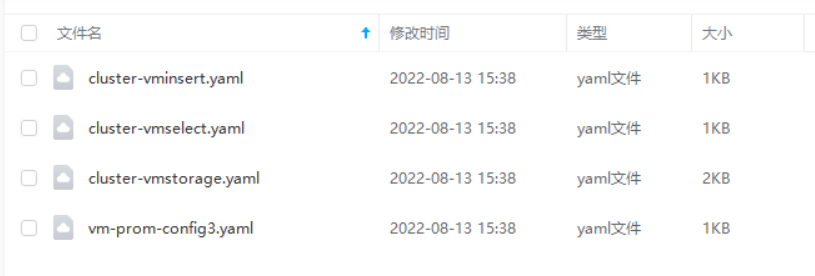 文件名 修改时间 类型 大小
cluster-vminsert.yaml 2022-08-13 15:38 yaml文件 1KB
cluster-vmselect.yaml 2022-08-13 15:38 yaml文件 1KB
cluster-vmstorage.yaml 2022-08-13 15:38 yaml文件 2KB
vm-prom-config3.yaml 2022-08-13 15:38 yaml文件 1KB